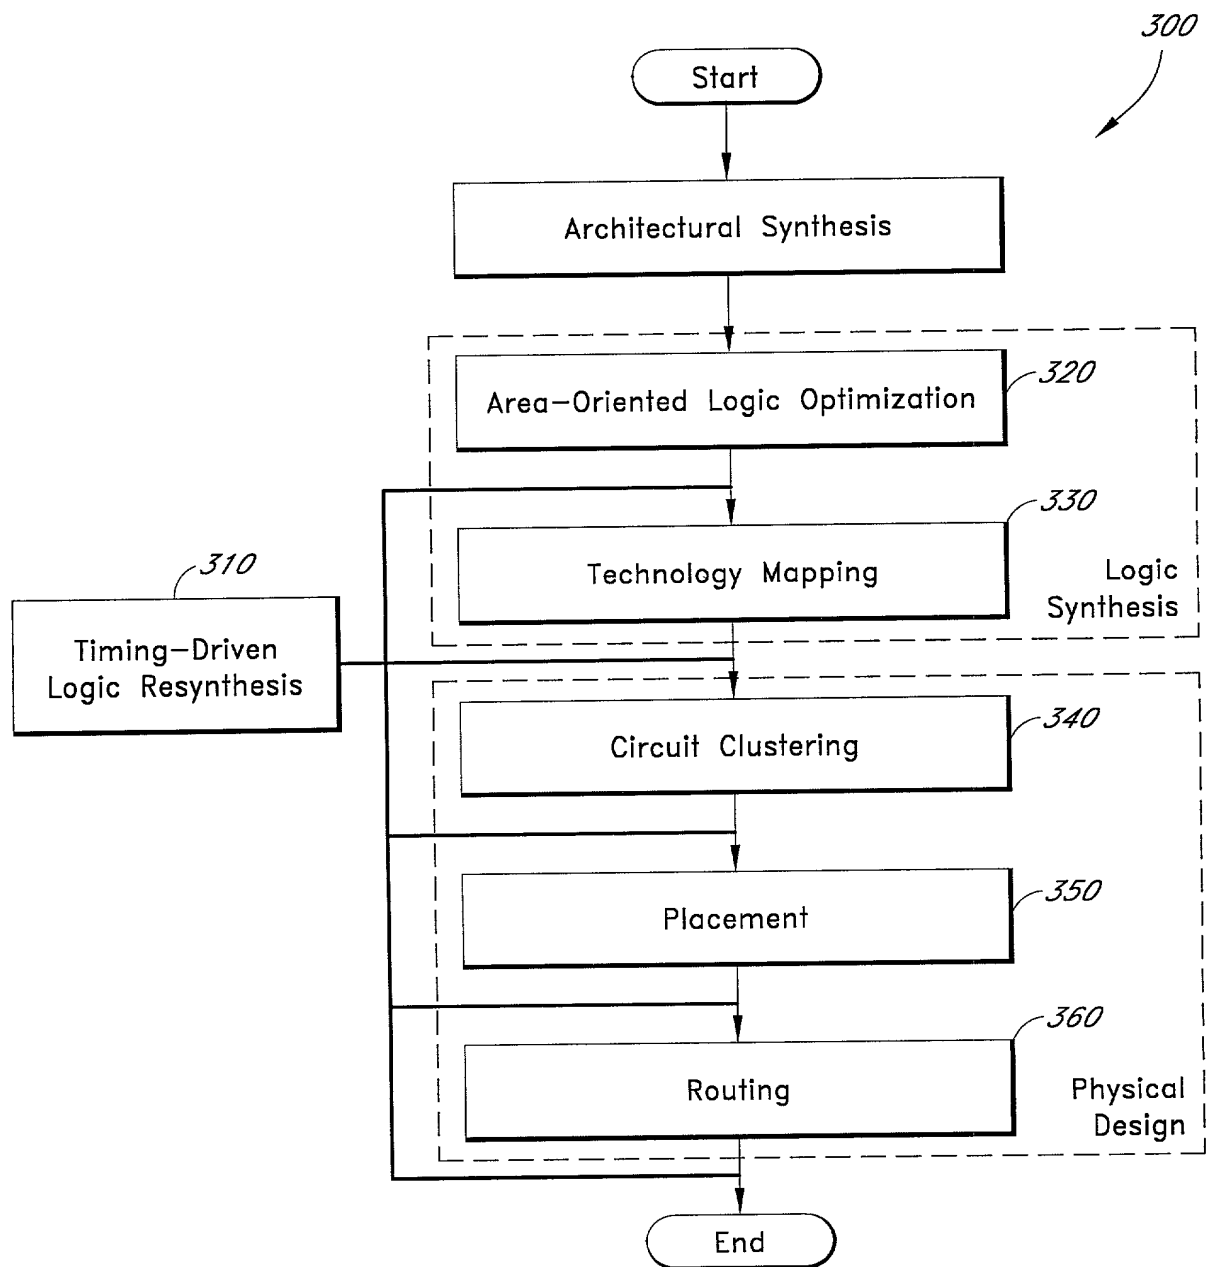 300
Start
Architectural Synthesis
Area-Oriented Logic Optimization
320
Technology Mapping
330
Logic
Synthesis
310
Timing-Driven
Logic Resynthesis
Circuit Clustering
340
Placement
350
Routing
360
Physical
Design
End